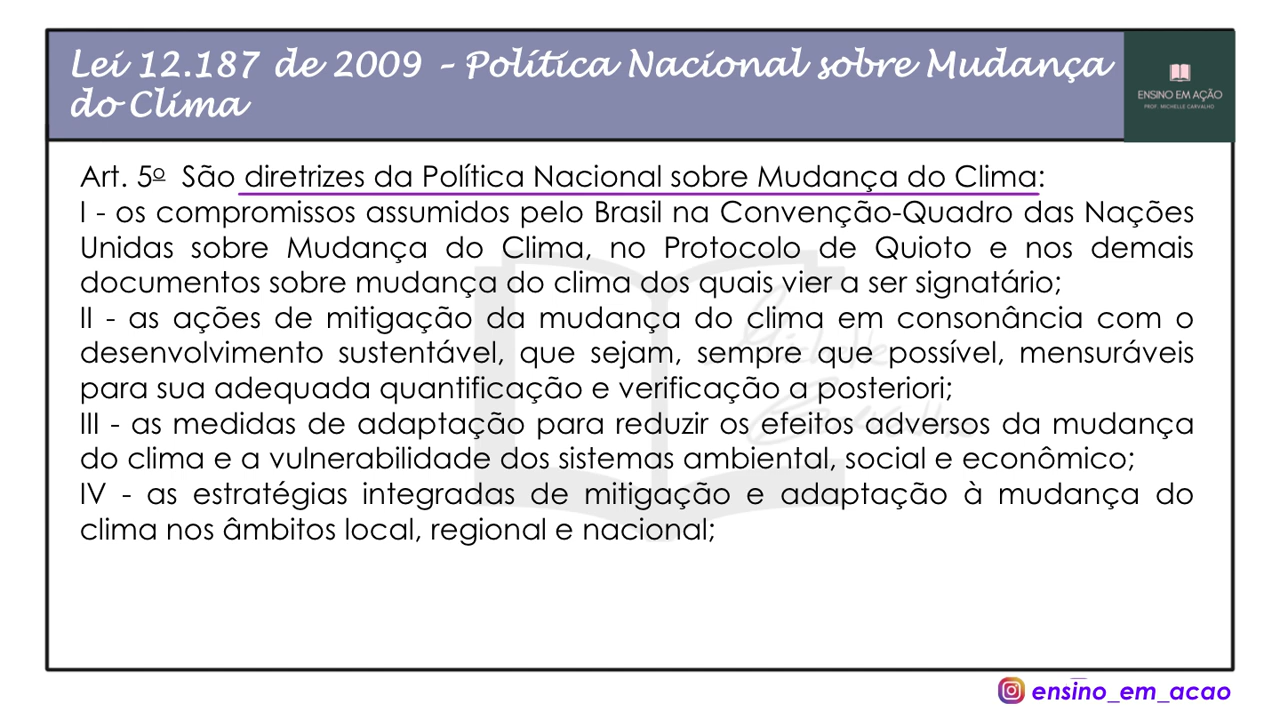 Lei 12.187 de 2009 – Política Nacional sobre Mudança
do Clima
ENSINO EM AÇÃO
PROF. MICHELLE CARVALHO
Art. 5º São diretrizes da Política Nacional sobre Mudança do Clima:
I - os compromissos assumidos pelo Brasil na Convenção-Quadro das Nações
Unidas sobre Mudança do Clima, no Protocolo de Quioto e nos demais
documentos sobre mudança do clima dos quais vier a ser signatário;
II - as ações de mitigação da mudança do clima em consonância com o
desenvolvimento sustentável, que sejam, sempre que possível, mensuráveis
para sua adequada quantificação e verificação a posteriori;
III - as medidas de adaptação para reduzir os efeitos adversos da mudança
do clima e a vulnerabilidade dos sistemas ambiental, social e econômico;
IV - as estratégias integradas de mitigação e adaptação à mudança do
clima nos âmbitos local, regional e nacional;
ensino_em_acao